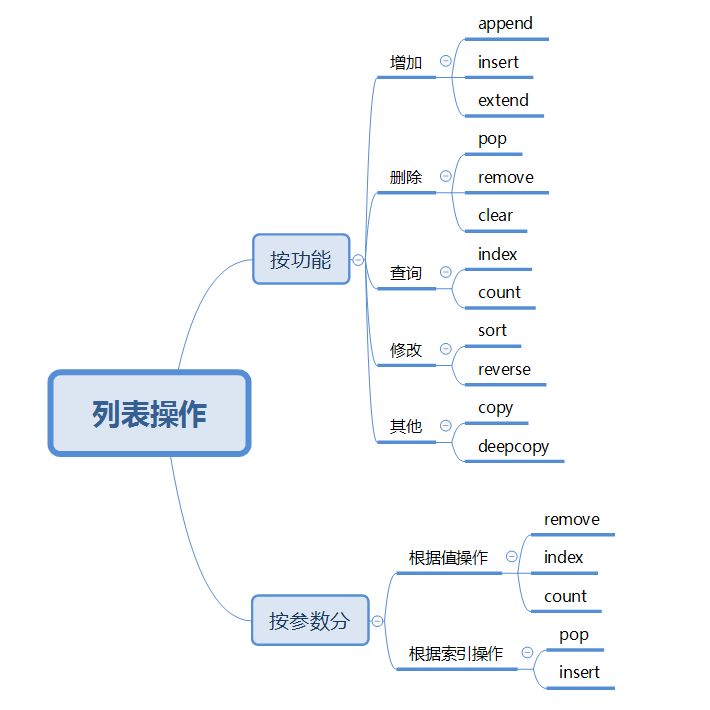 列表操作
按功能
增加
append
insert
extend
删除
pop
remove
clear
查询
index
count
修改
sort
reverse
其他
copy
deepcopy
按参数分
根据值操作
remove
index
count
根据索引操作
pop
insert